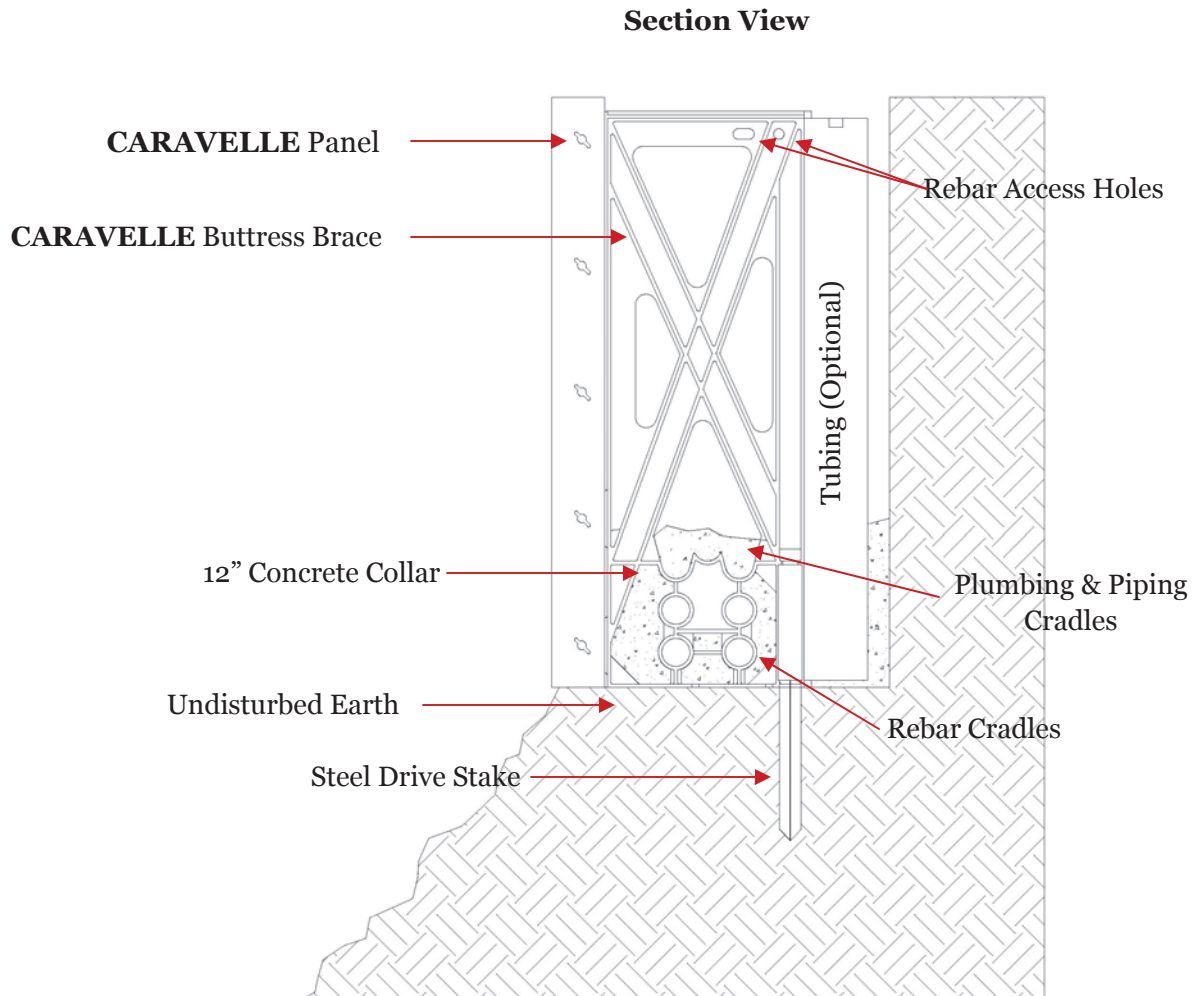 Section View
CARAVELLE Panel
Rebar Access Holes
CARAVELLE Buttress Brace
Tubing (Optional)
12” Concrete Collar
Plumbing & Piping
Cradles
Undisturbed Earth
Rebar Cradles
Steel Drive Stake